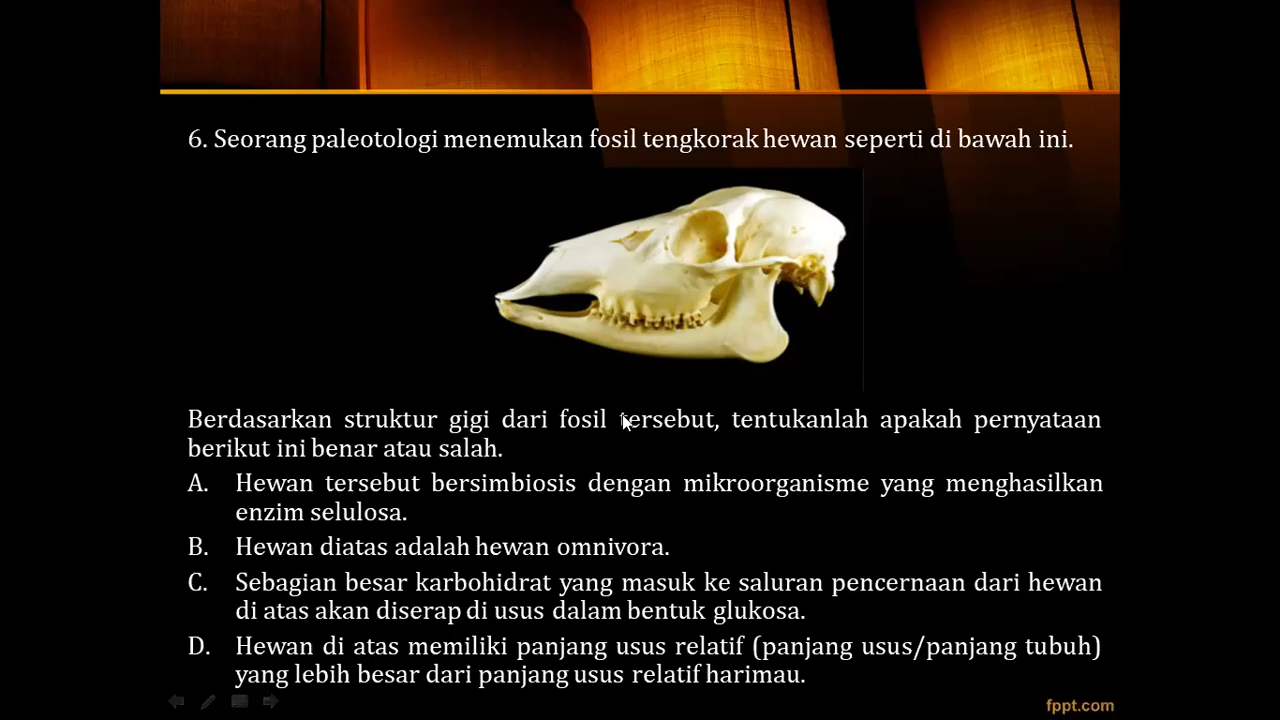 6. Seorang paleotologi menemukan fosil tengkorak hewan seperti di bawah ini.
Berdasarkan struktur gigi dari fosil tersebut, tentukanlah apakah pernyataan
berikut ini benar atau salah.
A. Hewan tersebut bersimbiosis dengan mikroorganisme yang menghasilkan
enzim selulosa.
B. Hewan diatas adalah hewan omnivora.
C. Sebagian besar karbohidrat yang masuk ke saluran pencernaan dari hewan
di atas akan diserap di usus dalam bentuk glukosa.
D. Hewan di atas memiliki panjang usus relatif (panjang usus/panjang tubuh)
yang lebih besar dari panjang usus relatif harimau.
fppt.com